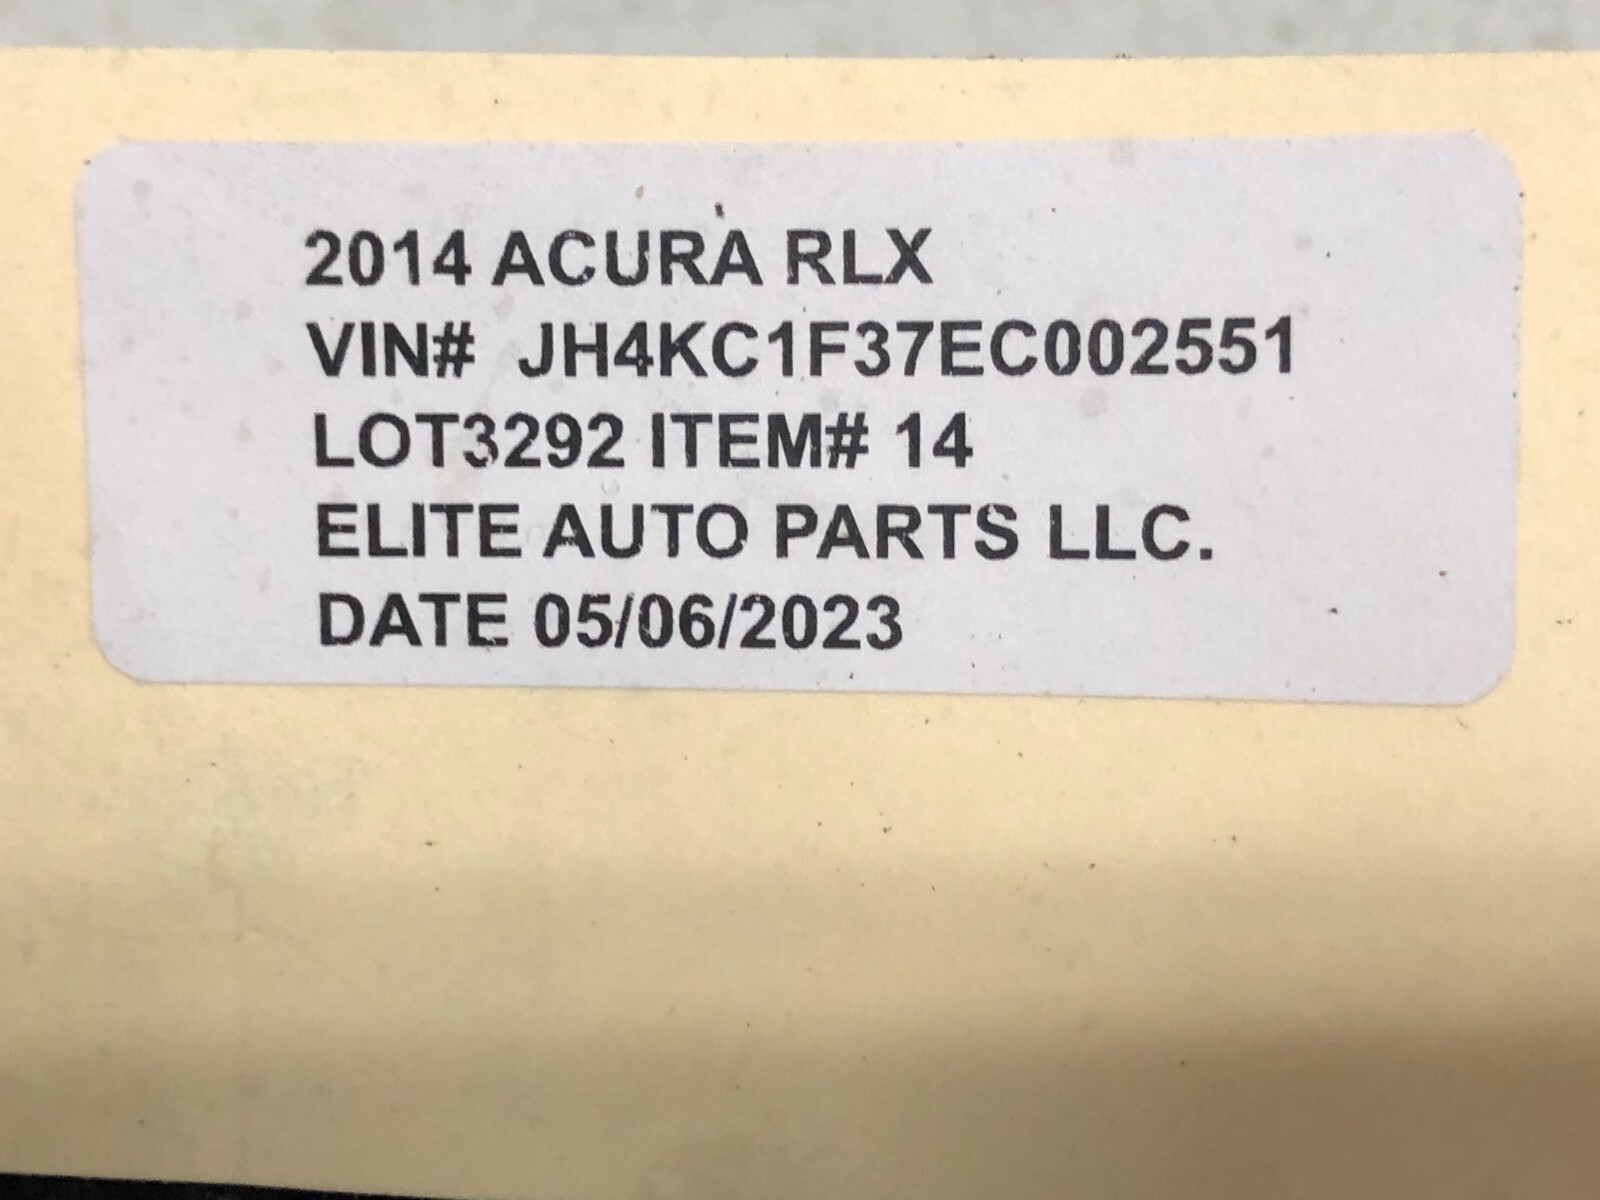 2014 ACURA RLX
VIN# JH4KC1F37EC002551
LOT3292 ITEM# 14
ELITE AUTO PARTS LLC.
DATE 05/06/2023